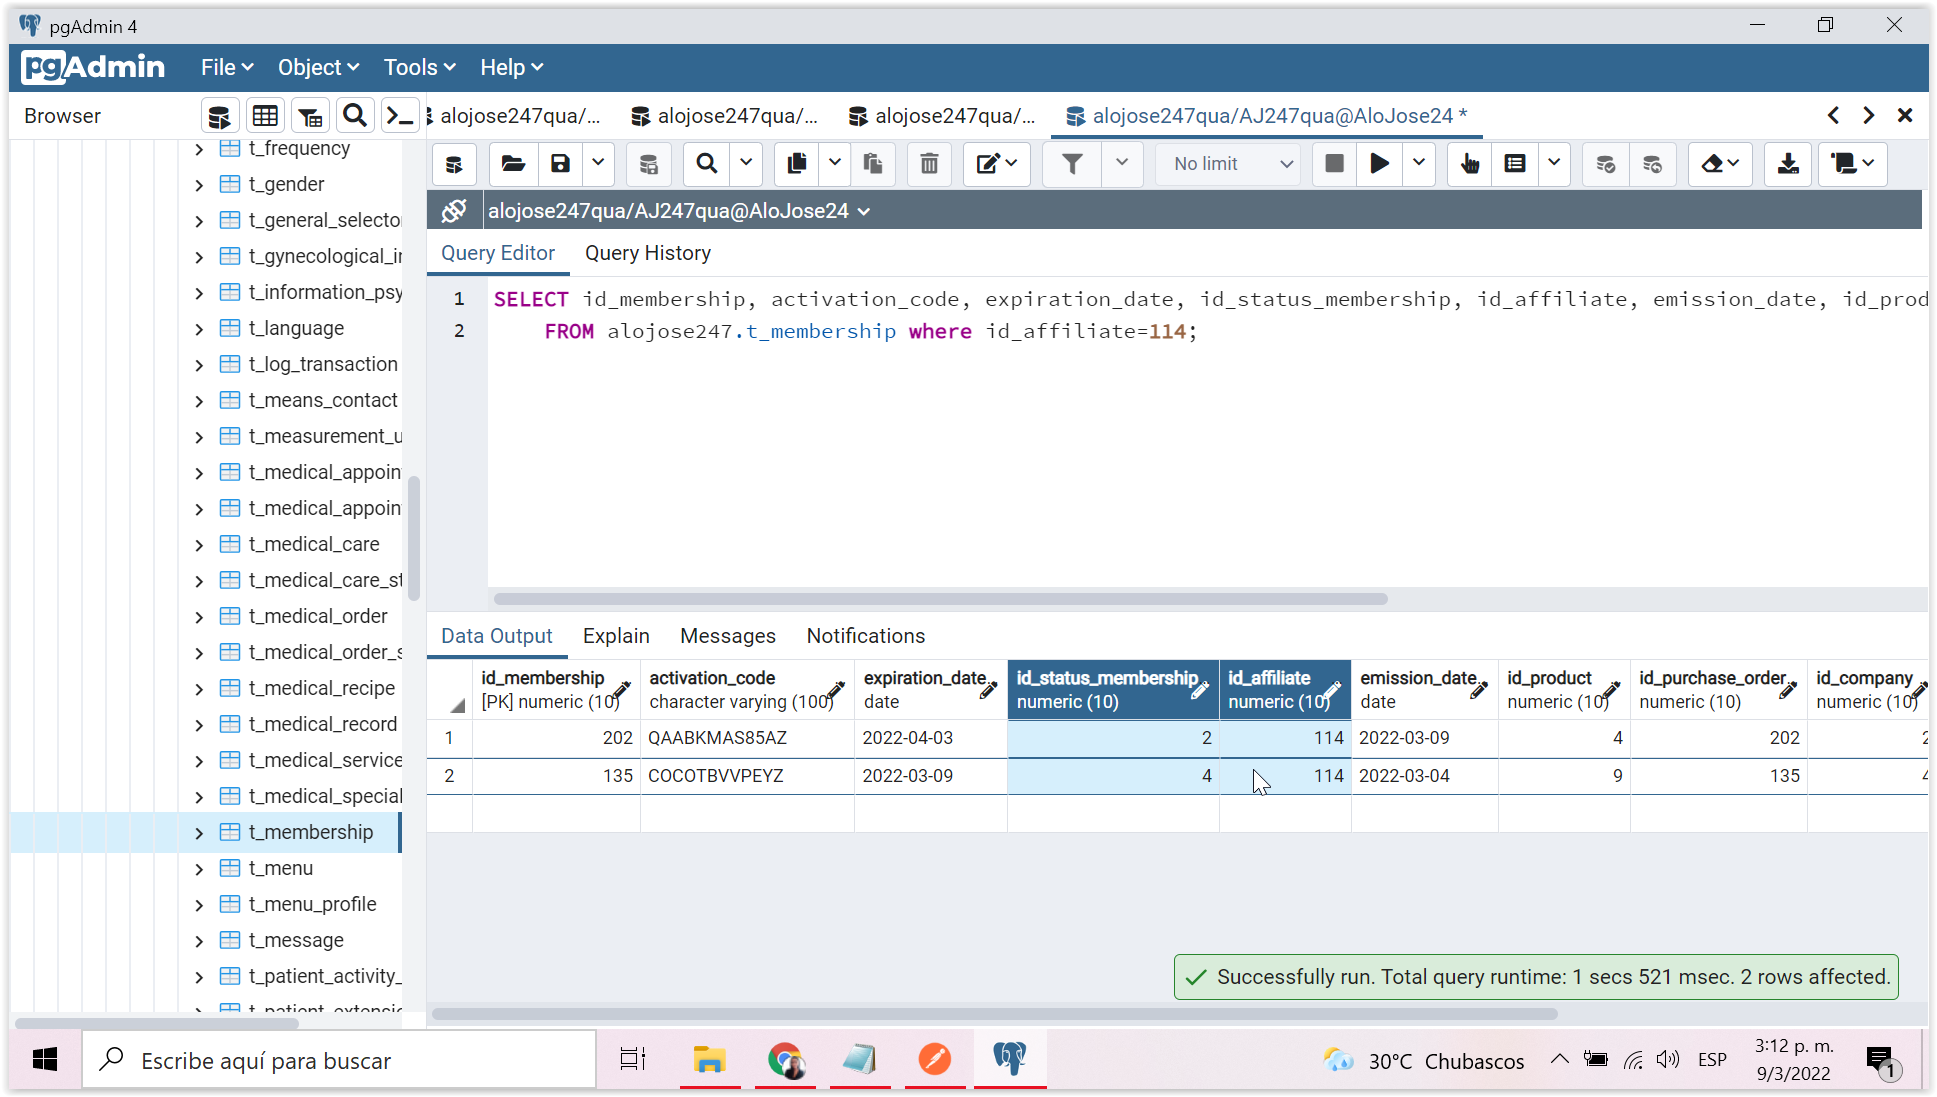 pgAdmin 4
pgAdmin File Object Tools Help
Browser
alojose247qua/... alojose247qua/... alojose247qua/... alojose247qua/AJ247qua@AloJose24 *
No limit
alojose247qua/AJ247qua@AloJose24
Query Editor Query History
1 SELECT id_membership, activation_code, expiration_date, id_status_membership, id_affiliate, emission_date, id_prod
2 FROM alojose247.t_membership where id_affiliate=114;
t_frequency
t_gender
t_general_selecto
t_gynecological_i
t_information_psy
t_language
t_log_transaction
t_means_contact
t_measurement_u
t_medical_appoin
t_medical_appoin
t_medical_care
t_medical_care_st
t_medical_order
t_medical_order_s
t_medical_recipe
t_medical_record
t_medical_service
t_medical_special
t_membership
t_menu
t_menu_profile
t_message
t_patient_activity_
t_patient_extensi
Data Output Explain Messages Notifications
id_membership activation_code expiration_date id_status_membership id_affiliate emission_date id_product id_purchase_order id_company
[PK] numeric (10) character varying (100) date numeric (10) numeric (10) date numeric (10) numeric (10) numeric (10)
1 202 QAABKMAS85AZ 2022-04-03 2 114 2022-03-09 4 202 2
2 135 COCOTBVVPEYZ 2022-03-09 4 114 2022-03-04 9 135 4
Successfully run. Total query runtime: 1 secs 521 msec. 2 rows affected.
Escribe aquí para buscar
30°C Chubascos
ESP
3:12 p. m.
9/3/2022
1